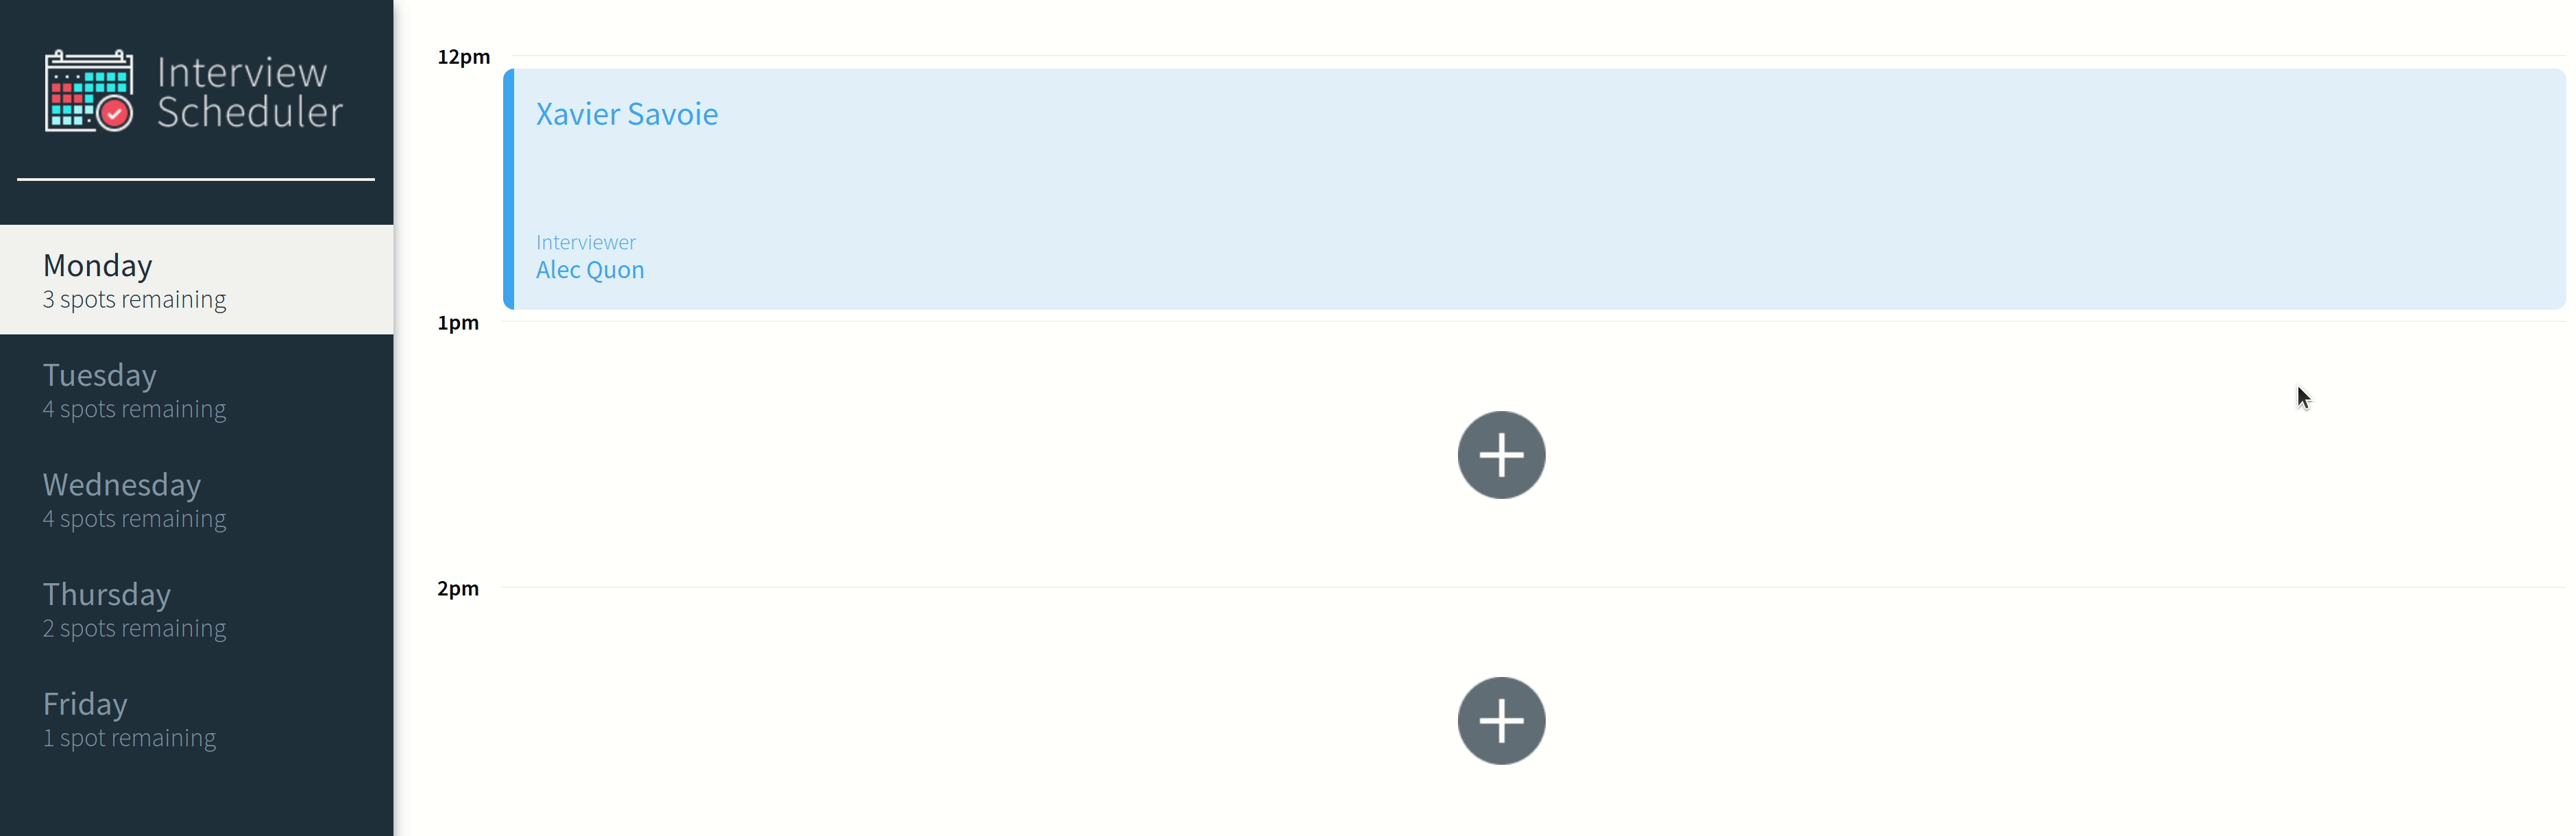 Interview
Scheduler
Monday
3 spots remaining
Tuesday
4 spots remaining
Wednesday
4 spots remaining
Thursday
2 spots remaining
Friday
1 spot remaining
12pm
Xavier Savoie
Interviewer
Alec Quon
1pm
2pm